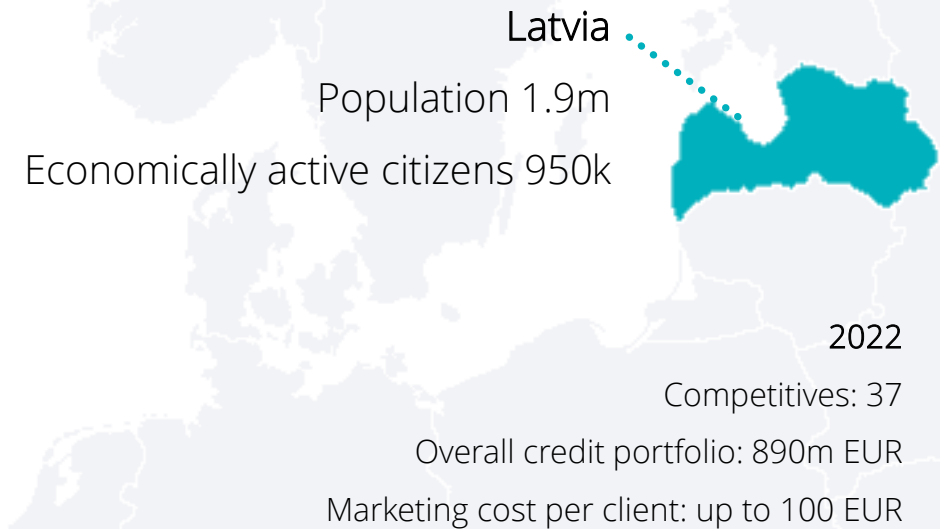 Latvia
Population 1.9m
Economically active citizens 950k
2022
Competitives: 37
Overall credit portfolio: 890m EUR
Marketing cost per client: up to 100 EUR